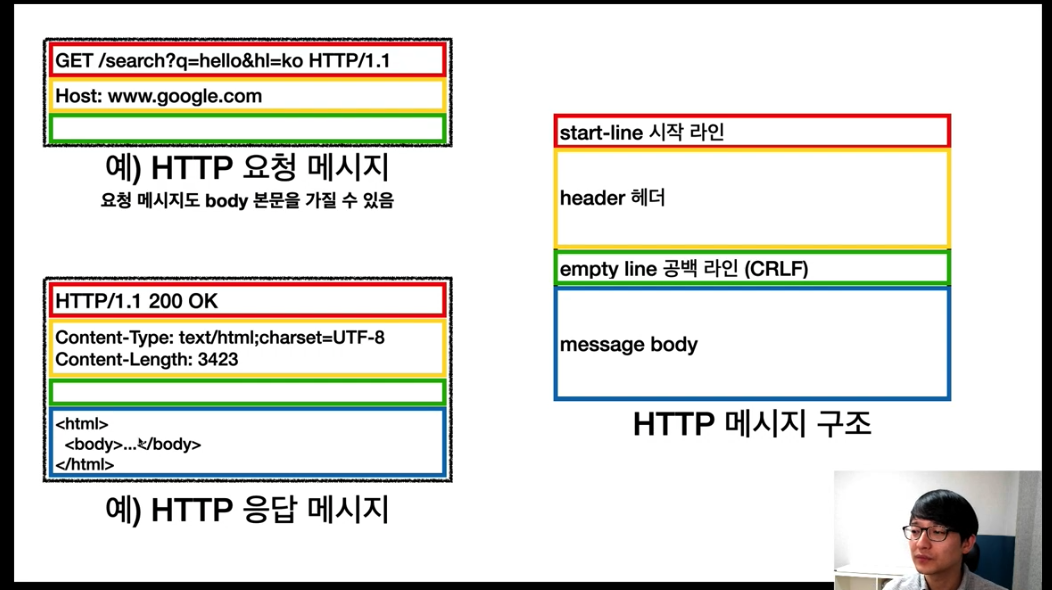 GET /search?q=hello&hl=ko HTTP/1.1
Host: www.google.com
예) HTTP 요청 메시지
요청 메시지도 body 본문을 가질 수 있음
HTTP/1.1 200 OK
Content-Type: text/html;charset=UTF-8
Content-Length: 3423
<html>
<body>...</body>
</html>
예) HTTP 응답 메시지
start-line 시작 라인
header 헤더
empty line 공백 라인 (CRLF)
message body
HTTP 메시지 구조